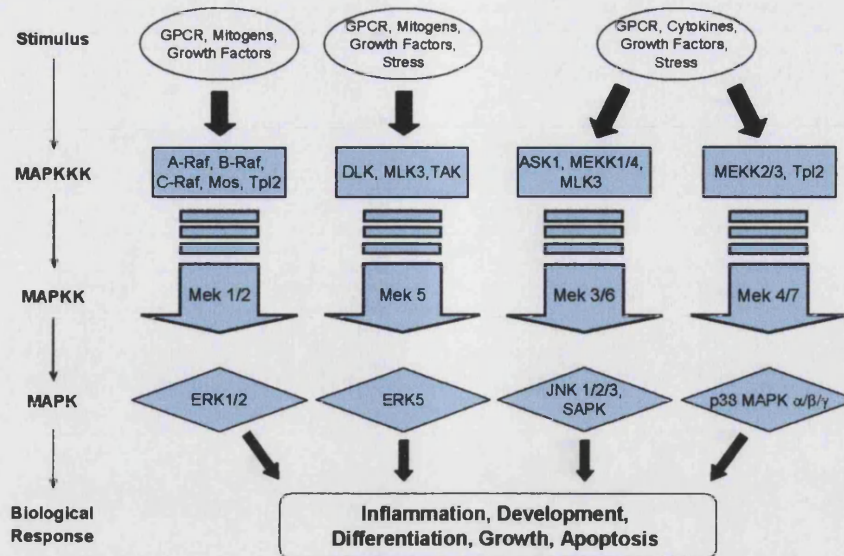 Stimulus
GPCR, Mitogens,
Growth Factors
GPCR, Mitogens,
Growth Factors,
Stress
GPCR, Cytokines,
Growth Factors,
Stress
MAPKKK
A-Raf, B-Raf,
C-Raf, Mos, Tpl2
DLK, MLK3,TAK
ASK1, MEKK1/4,
MLK3
MEKK2/3, Tpl2
MAPKK
Mek 1/2
Mek 5
Mek 3/6
Mek 4/7
MAPK
ERK1/2
ERK5
JNK 1/2/3,
SAPK
p38 MAPK α/β/γ
Biological
Response
Inflammation, Development,
Differentiation, Growth, Apoptosis